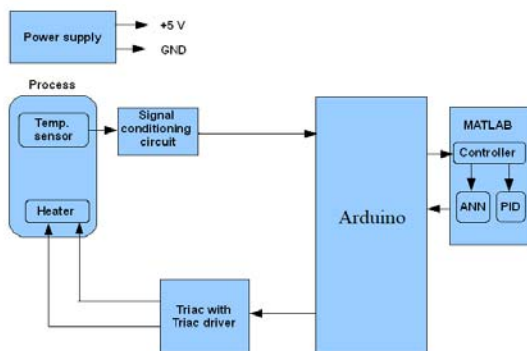 Power supply
+5 V
GND
Process
Temp.
sensor
Heater
Signal
conditioning
circuit
Arduino
MATLAB
Controller
ANN
PID
Triac with
Triac driver